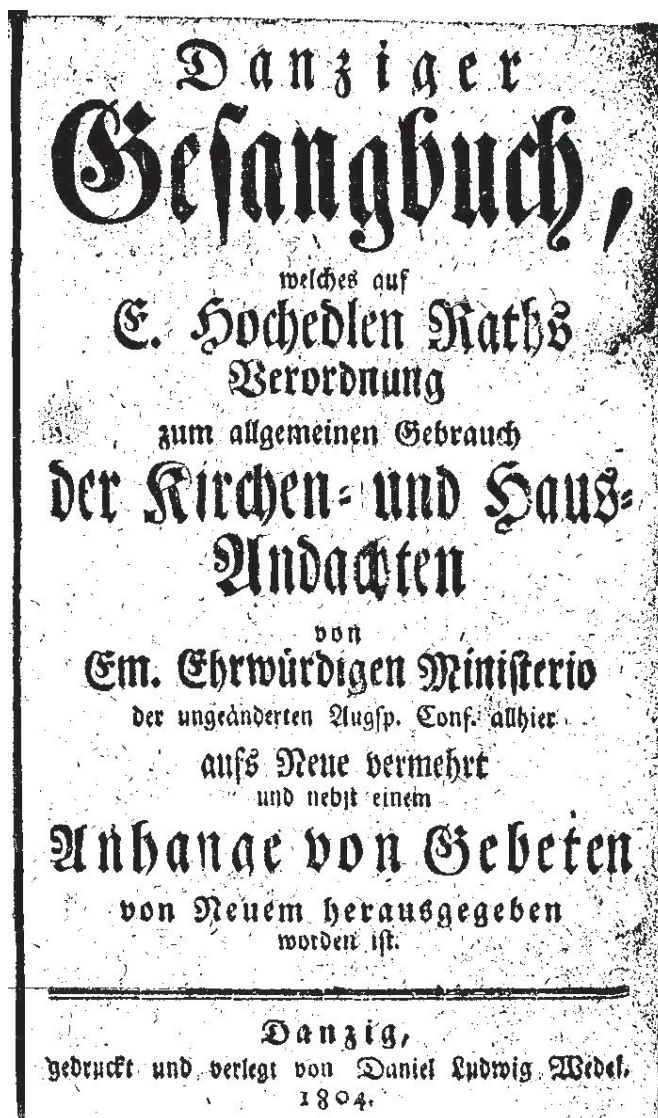 Danziger
Gesangbuch,
welches auf
E. Hochedlen Raths
Verordnung
zum allgemeinen Gebrauch
der Kirchen- und Haus-
Andachten
von
Em. Ehrwürdigen Ministerio
der ungeänderten Augsp. Conf. allhier
aufs Neue vermehrt
und nebst einem
Anhange von Gebeten
von Neuem herausgegeben
worden ist.
Danzig,
gedruckt und verlegt von Daniel Ludwig Wedel.
1804.